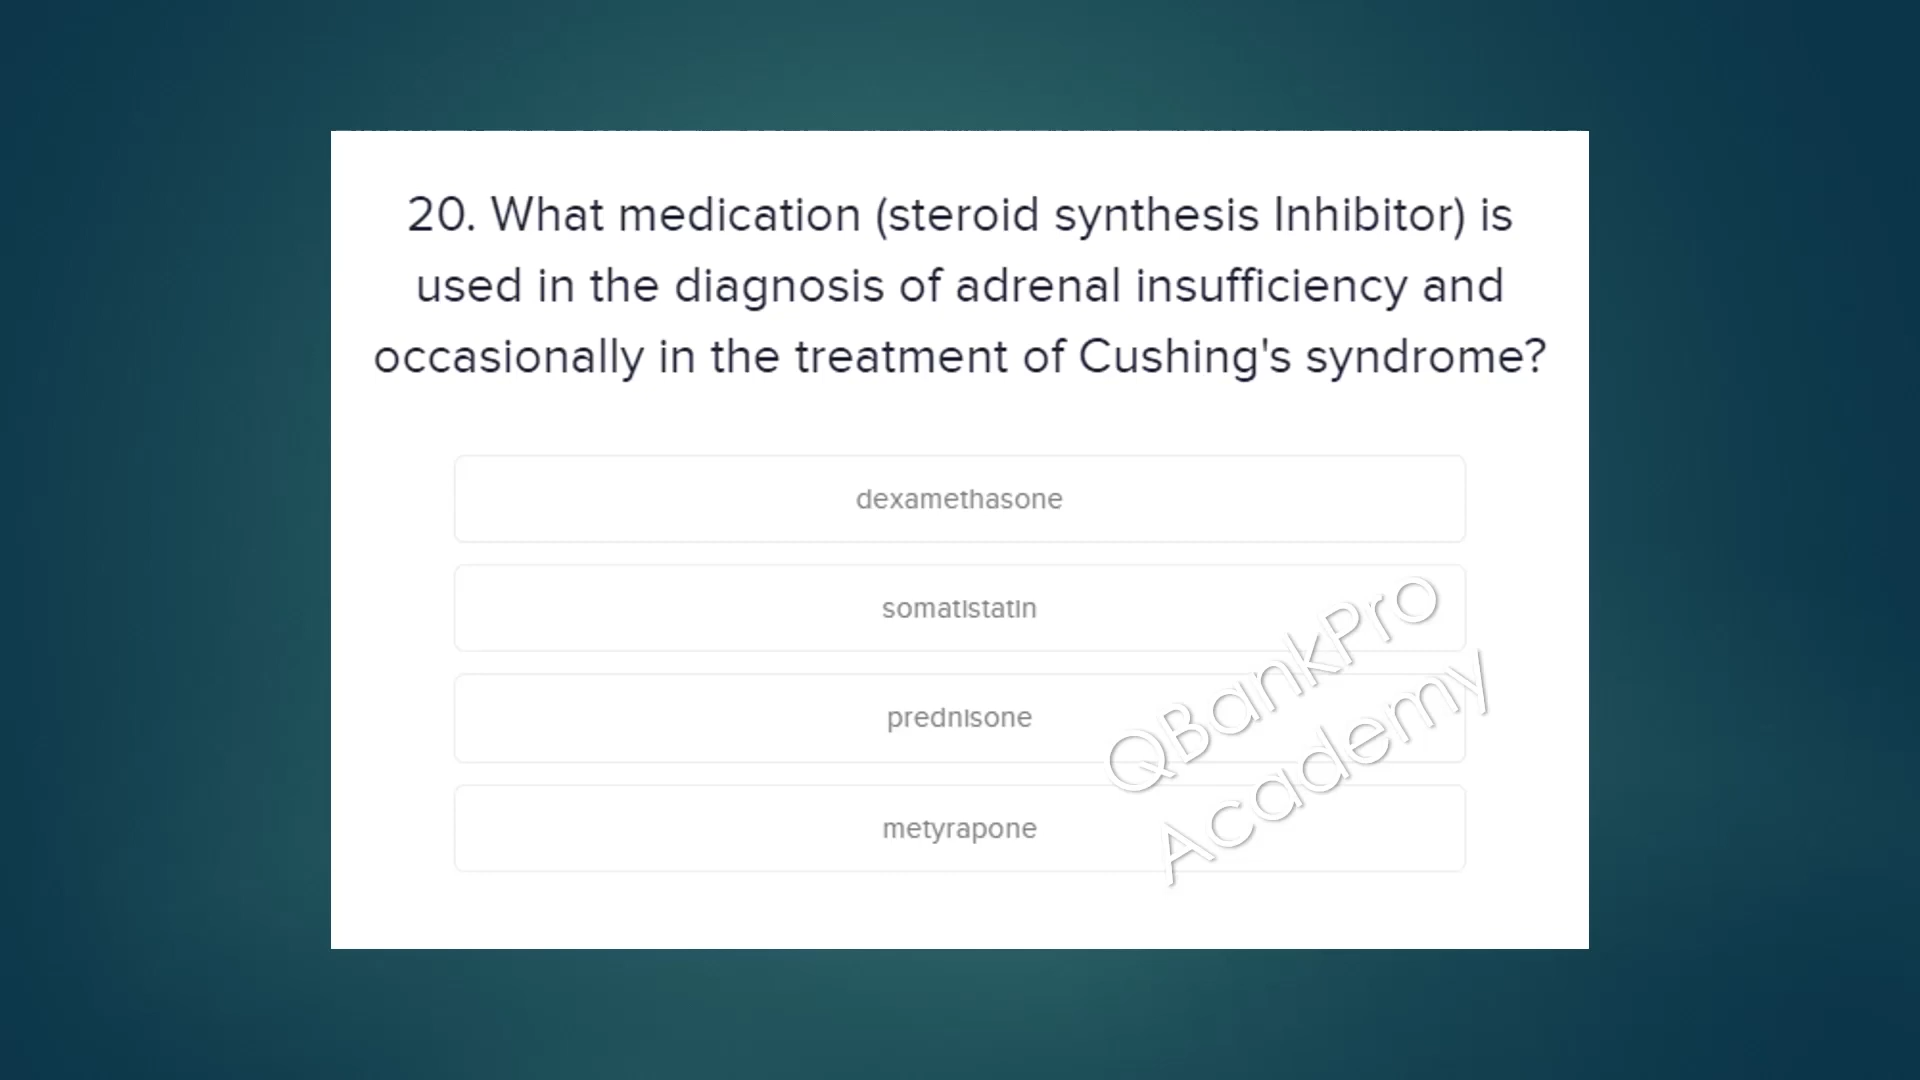 20. What medication (steroid synthesis Inhibitor) is
used in the diagnosis of adrenal insufficiency and
occasionally in the treatment of Cushing's syndrome?
dexamethasone
somatistatin
prednisone
metyrapone
QBankPro
Academy